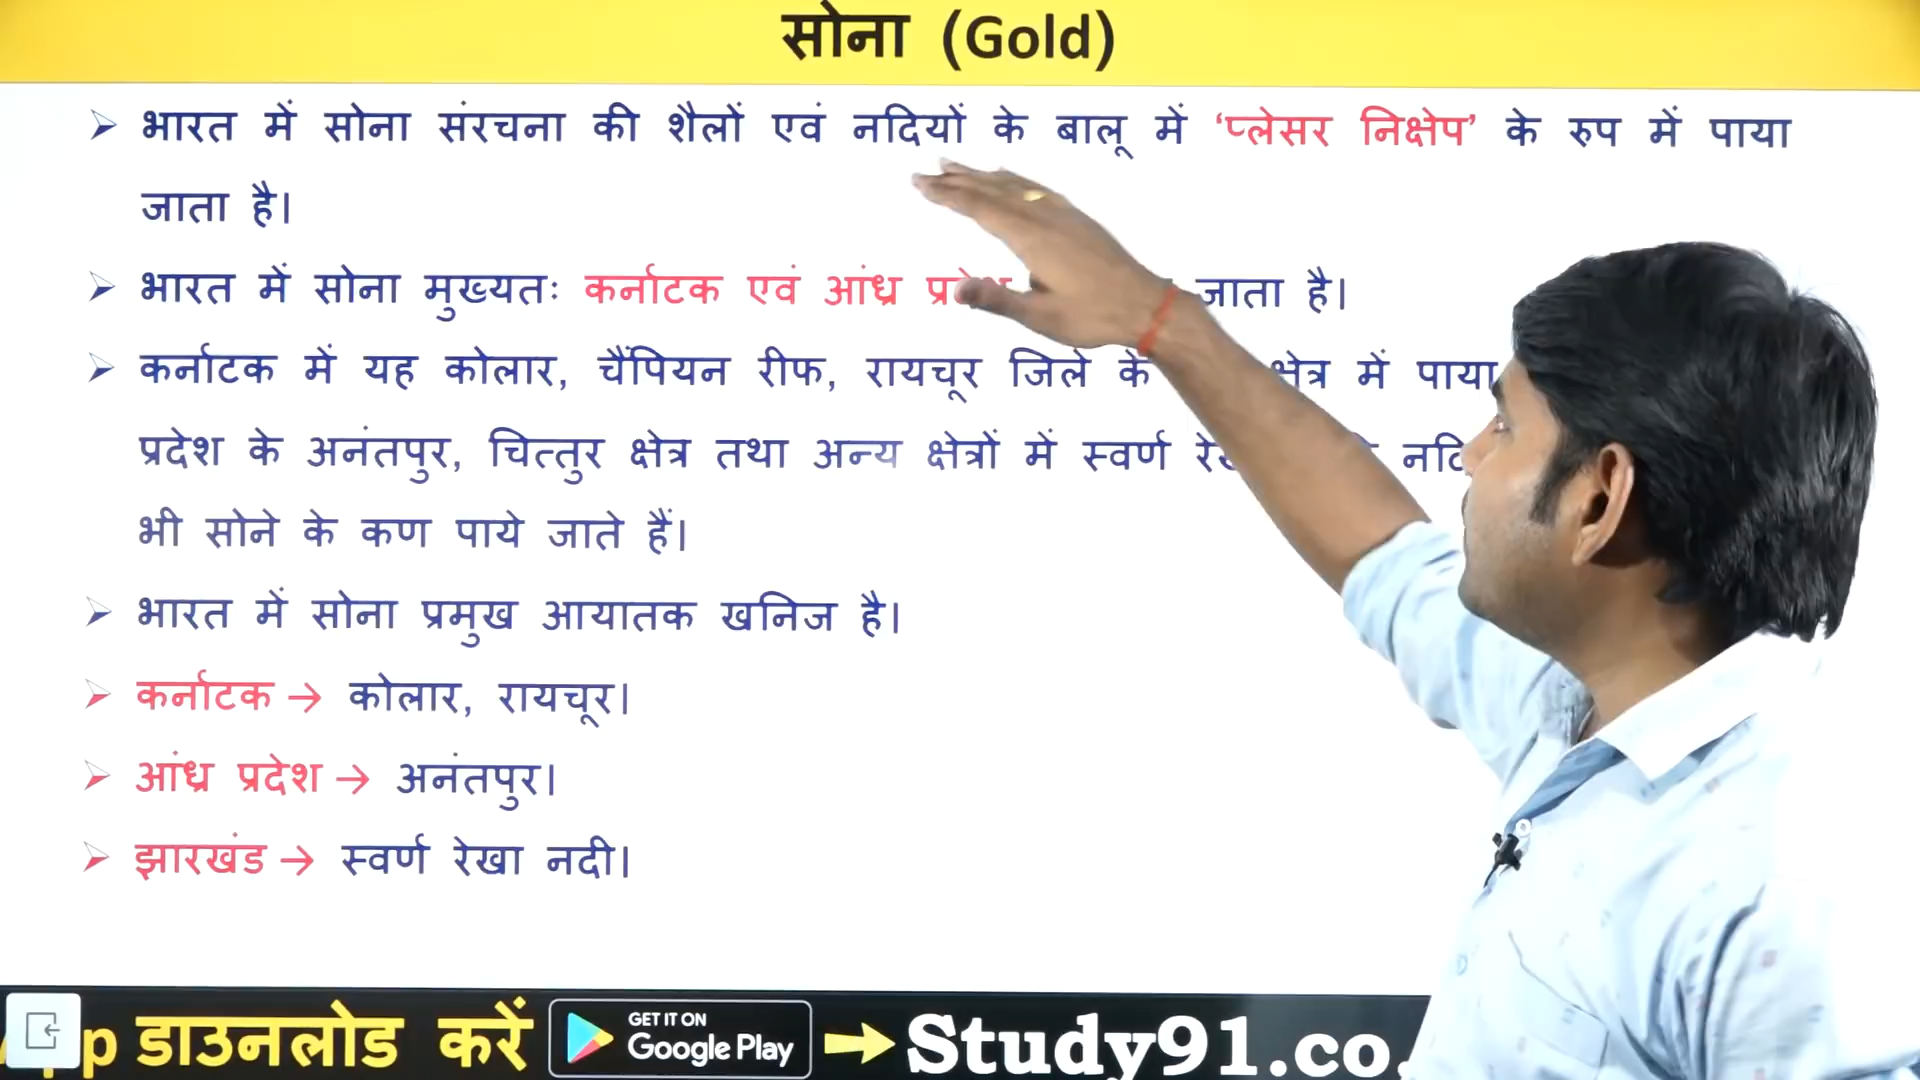 सोना (Gold)
➢ भारत में सोना संरचना की शैलों एवं नदियों के बालू में ‘प्लेसर निक्षेप’ के रुप में पाया
जाता है।
➢ भारत में सोना मुख्यतः कर्नाटक एवं आंध्र प्रदेश जाता है।
➢ कर्नाटक में यह कोलार, चैंपियन रीफ, रायचूर जिले के क्षेत्र में पाया
प्रदेश के अनंतपुर, चित्तुर क्षेत्र तथा अन्य क्षेत्रों में स्वर्ण
भी सोने के कण पाये जाते हैं।
➢ भारत में सोना प्रमुख आयातक खनिज है।
➢ कर्नाटक → कोलार, रायचूर।
➢ आंध्र प्रदेश → अनंतपुर।
➢ झारखंड → स्वर्ण रेखा नदी।
डाउनलोड करें GET IT ON Google Play Study91.co.